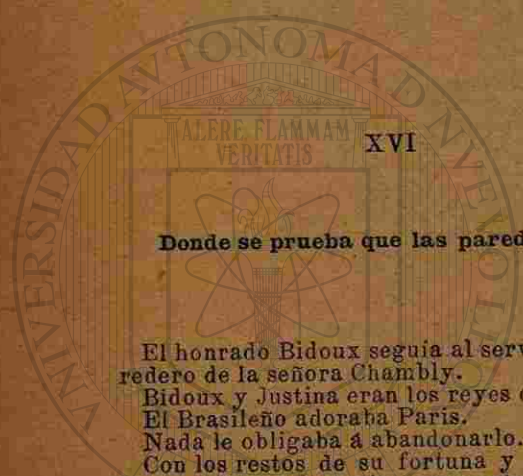 UNIVERSIDAD AUTONOMA DE NUEVO L
ALERE FLAMMAM
VERITATIS
XVI
Donde se prueba que las pared
El honrado Bidoux seguía al serv
redero de la señora Chambly.
Bidoux y Justina eran los reyes
El Brasileño adoraba Paris.
Nada le obligaba á abandonarlo.
Con los restos de su fortuna y